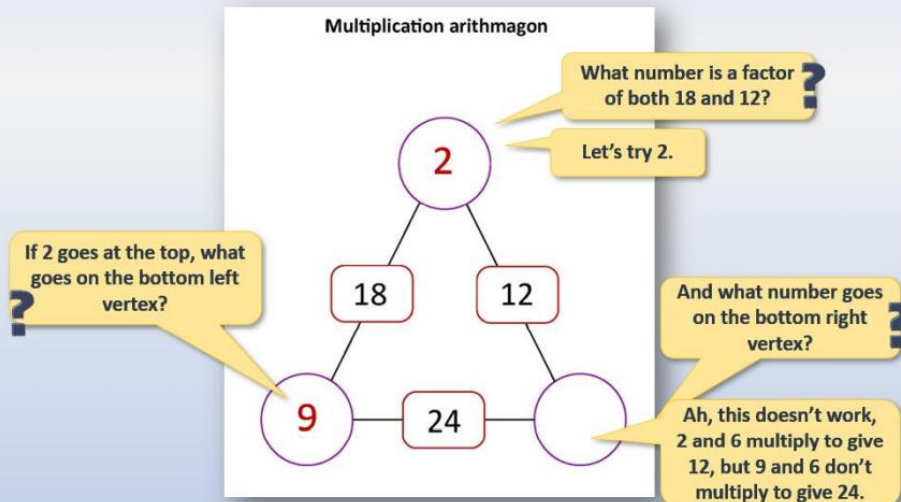 Multiplication arithmagon
What number is a factor
of both 18 and 12?
?
Let's try 2.
2
If 2 goes at the top, what
goes on the bottom left
vertex?
?
18
12
And what number goes
on the bottom right
vertex?
?
9
24
Ah, this doesn't work,
2 and 6 multiply to give
12, but 9 and 6 don't
multiply to give 24.